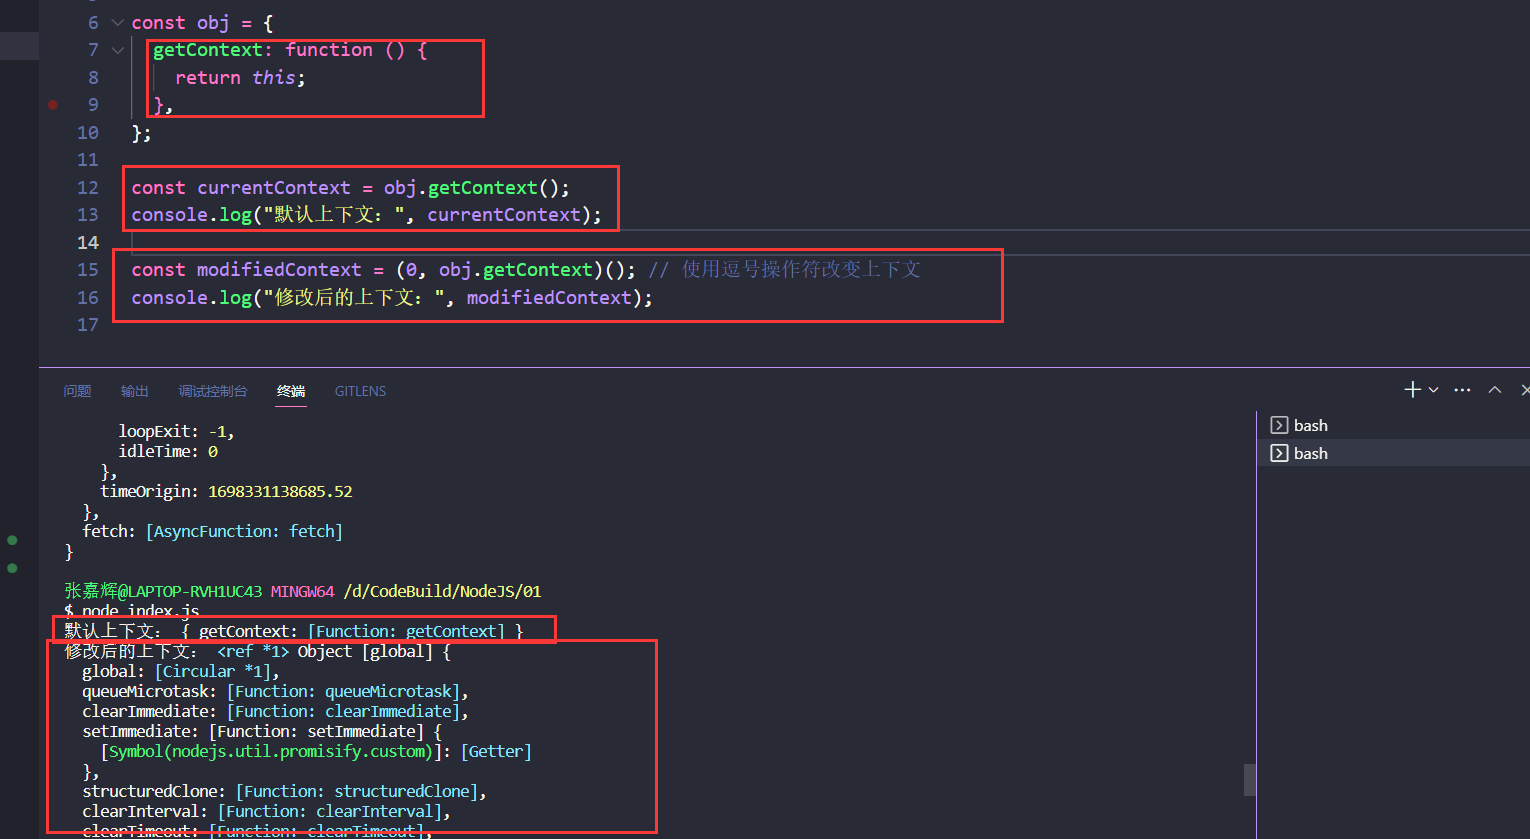 6 const obj = {
7 getContext: function () {
8 return this;
9 },
10 };
11
12 const currentContext = obj.getContext();
13 console.log("默认上下文：", currentContext);
14
15 const modifiedContext = (0, obj.getContext)(); // 使用逗号操作符改变上下文
16 console.log("修改后的上下文：", modifiedContext);
17
问题 输出 调试控制台 终端 GITLENS
loopExit: -1,
idleTime: 0
},
timeOrigin: 1698331138685.52
},
fetch: [AsyncFunction: fetch]
}
张嘉辉@LAPTOP-RVH1UC43 MINGW64 /d/CodeBuild/NodeJS/01
$ node index.js
默认上下文： { getContext: [Function: getContext] }
修改后的上下文： <ref *1> Object [global] {
global: [Circular *1],
queueMicrotask: [Function: queueMicrotask],
clearImmediate: [Function: clearImmediate],
setImmediate: [Function: setImmediate] {
[Symbol(nodejs.util.promisify.custom)]: [Getter]
},
structuredClone: [Function: structuredClone],
clearInterval: [Function: clearInterval],
clearTimeout: [Function: clearTimeout],
bash
bash